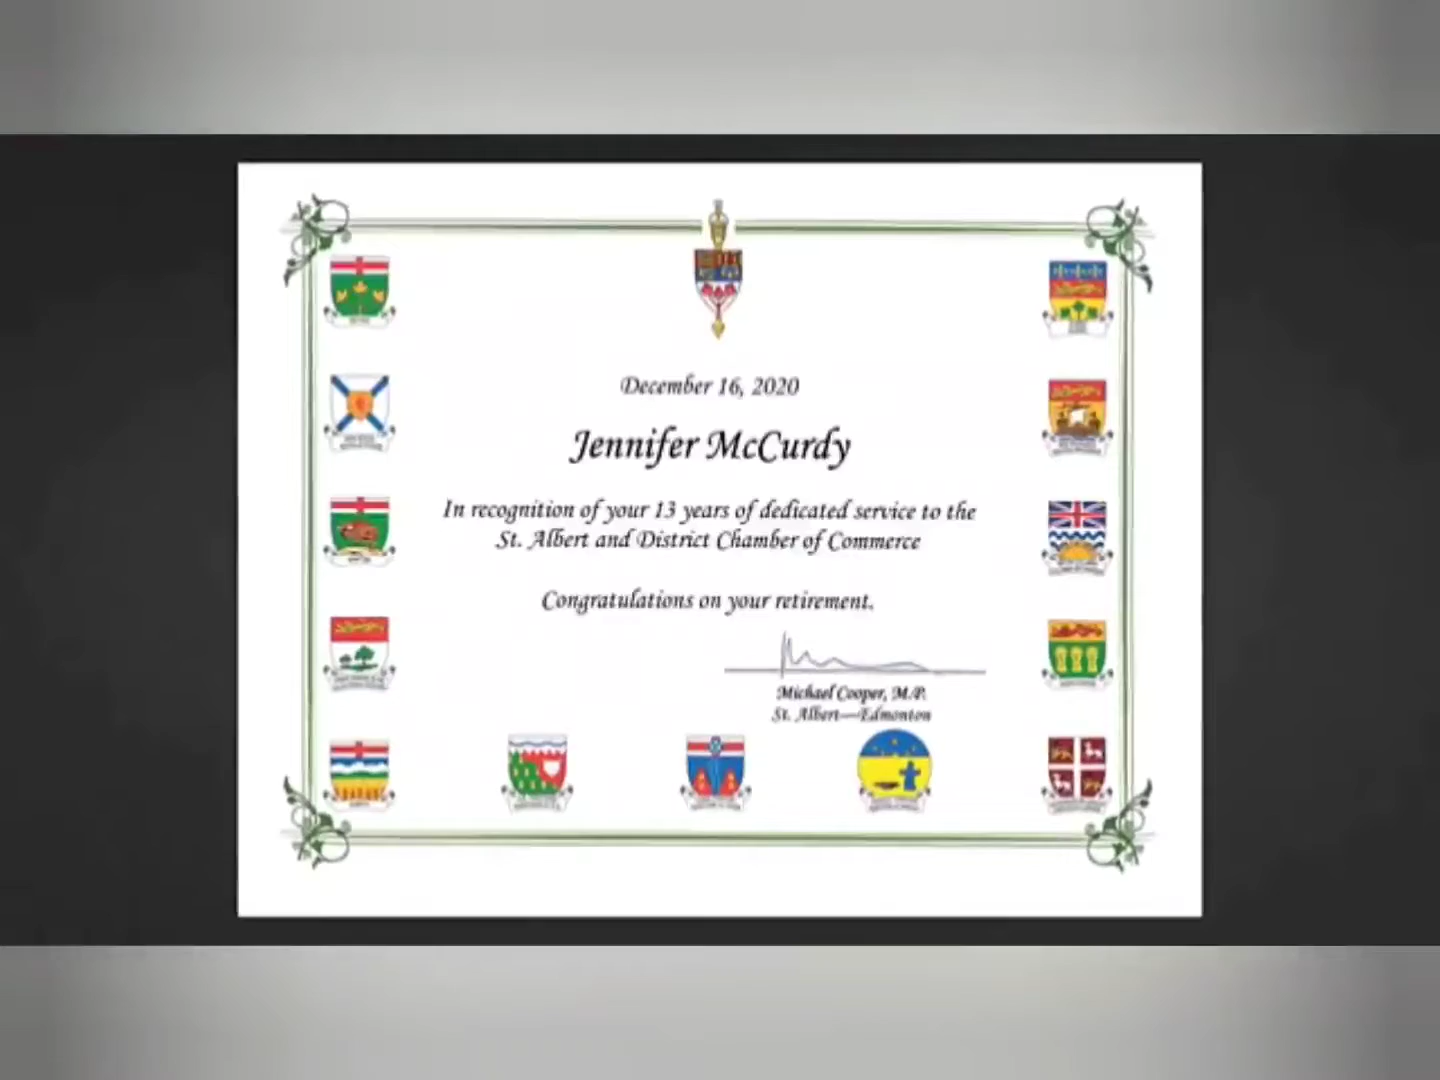 December 16, 2020
Jennifer McCurdy
In recognition of your 13 years of dedicated service to the
St. Albert and District Chamber of Commerce
Congratulations on your retirement.
Michael Cooper, M.P.
St. Albert—Edmonton